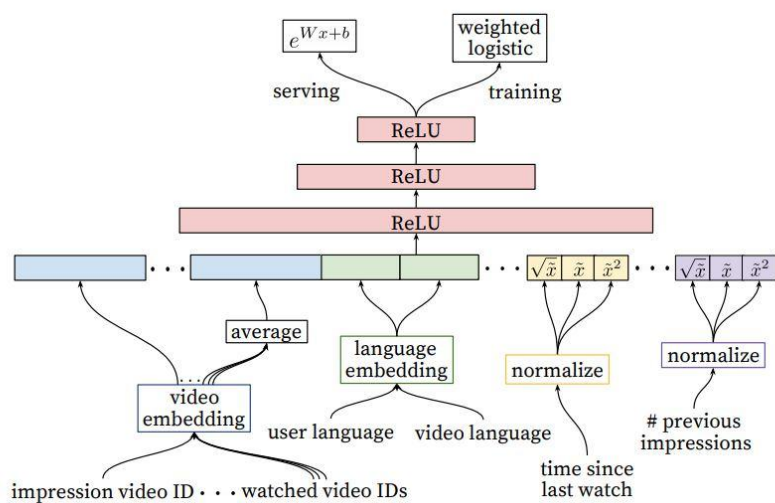 e^{Wx+b}
weighted
logistic
serving
training
ReLU
ReLU
ReLU
... √x̃ x̃ x̃² ... √x̃ x̃ x̃²
average
language
embedding
normalize
normalize
...
video
embedding
user language
video language
# previous
impressions
time since
last watch
impression video ID ... watched video IDs